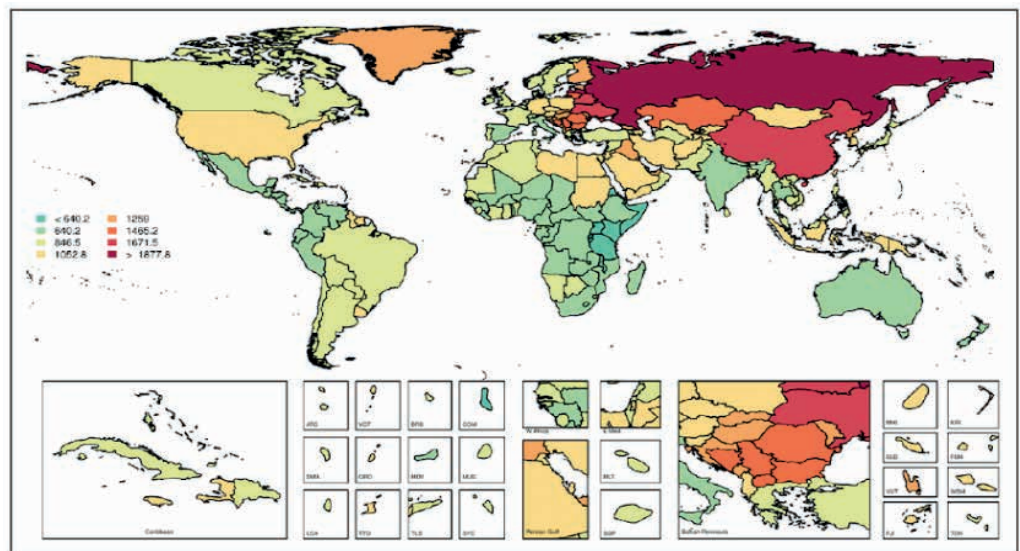 < 640.2
640.2
846.5
1052.8
1259
1465.2
1671.5
> 1877.8
Caribbean
ATG
VCT
BRB
COM
DMA
GRD
MDV
MUS
LCA
TTO
TLS
SYC
W Africa
E Med
Persian Gulf
MLT
SGP
Balkan Peninsula
MHL
KIR
SLB
FSM
VUT
WSM
FJI
TON